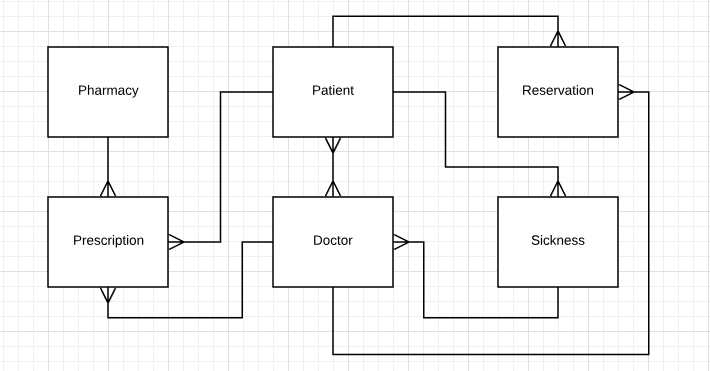 Pharmacy
Patient
Reservation
Prescription
Doctor
Sickness